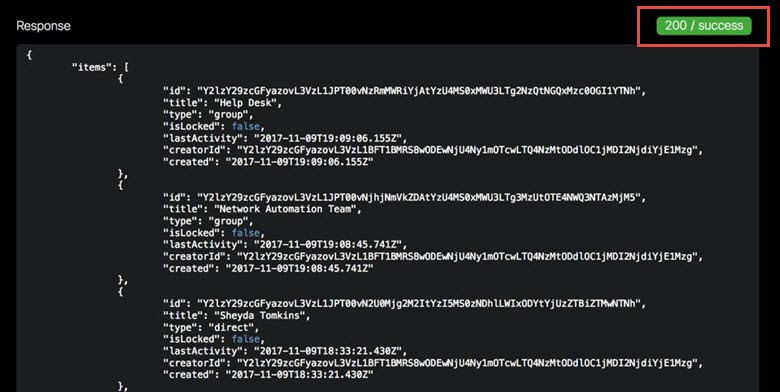 Response
200 / success
{
"items": [
{
"id": "Y2lzY29zcGFyazovL3VzL1JPT00vNzRmMWRiYjAtYzU4MS0xMWU3LTg2NzQtNGQxMzc0OGI1YTNh",
"title": "Help Desk",
"type": "group",
"isLocked": false,
"lastActivity": "2017-11-09T19:09:06.155Z",
"creatorId": "Y2lzY29zcGFyazovL3VzL1BFT1BMRS8wODEwNjU4Ny1mOTcwLTQ4NzMtODdlOC1jMDI2NjdiYjE1Mzg",
"created": "2017-11-09T19:09:06.155Z"
},
{
"id": "Y2lzY29zcGFyazovL3VzL1JPT00vNjhjNmVkZDAtYzU4MS0xMWU3LTg3MzUtOTE4NWQ3NTAzMjM5",
"title": "Network Automation Team",
"type": "group",
"isLocked": false,
"lastActivity": "2017-11-09T19:08:45.741Z",
"creatorId": "Y2lzY29zcGFyazovL3VzL1BFT1BMRS8wODEwNjU4Ny1mOTcwLTQ4NzMtODdlOC1jMDI2NjdiYjE1Mzg",
"created": "2017-11-09T19:08:45.741Z"
},
{
"id": "Y2lzY29zcGFyazovL3VzL1JPT00vN2U0Mjg2M2ItYzI5MS0zNDhlLWIxODYtYjUzZTBiZTMwNTNh",
"title": "Sheyda Tomkins",
"type": "direct",
"isLocked": false,
"lastActivity": "2017-11-09T18:33:21.430Z",
"creatorId": "Y2lzY29zcGFyazovL3VzL1BFT1BMRS8wODEwNjU4Ny1mOTcwLTQ4NzMtODdlOC1jMDI2NjdiYjE1Mzg",
"created": "2017-11-09T18:33:21.430Z"
},